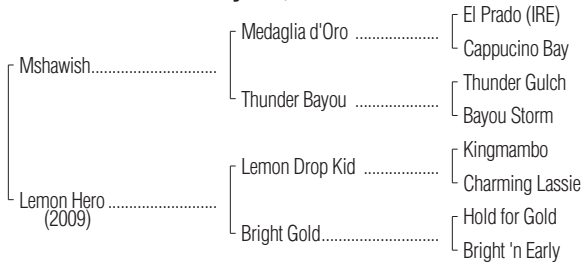 El Prado (IRE)
Medaglia d'Oro ....................
Cappucino Bay
Mshawish............................
Thunder Gulch
Thunder Bayou ....................
Bayou Storm
Kingmambo
Lemon Drop Kid ..................
Charming Lassie
Lemon Hero ........................
(2009)
Hold for Gold
Bright Gold...........................
Bright 'n Early